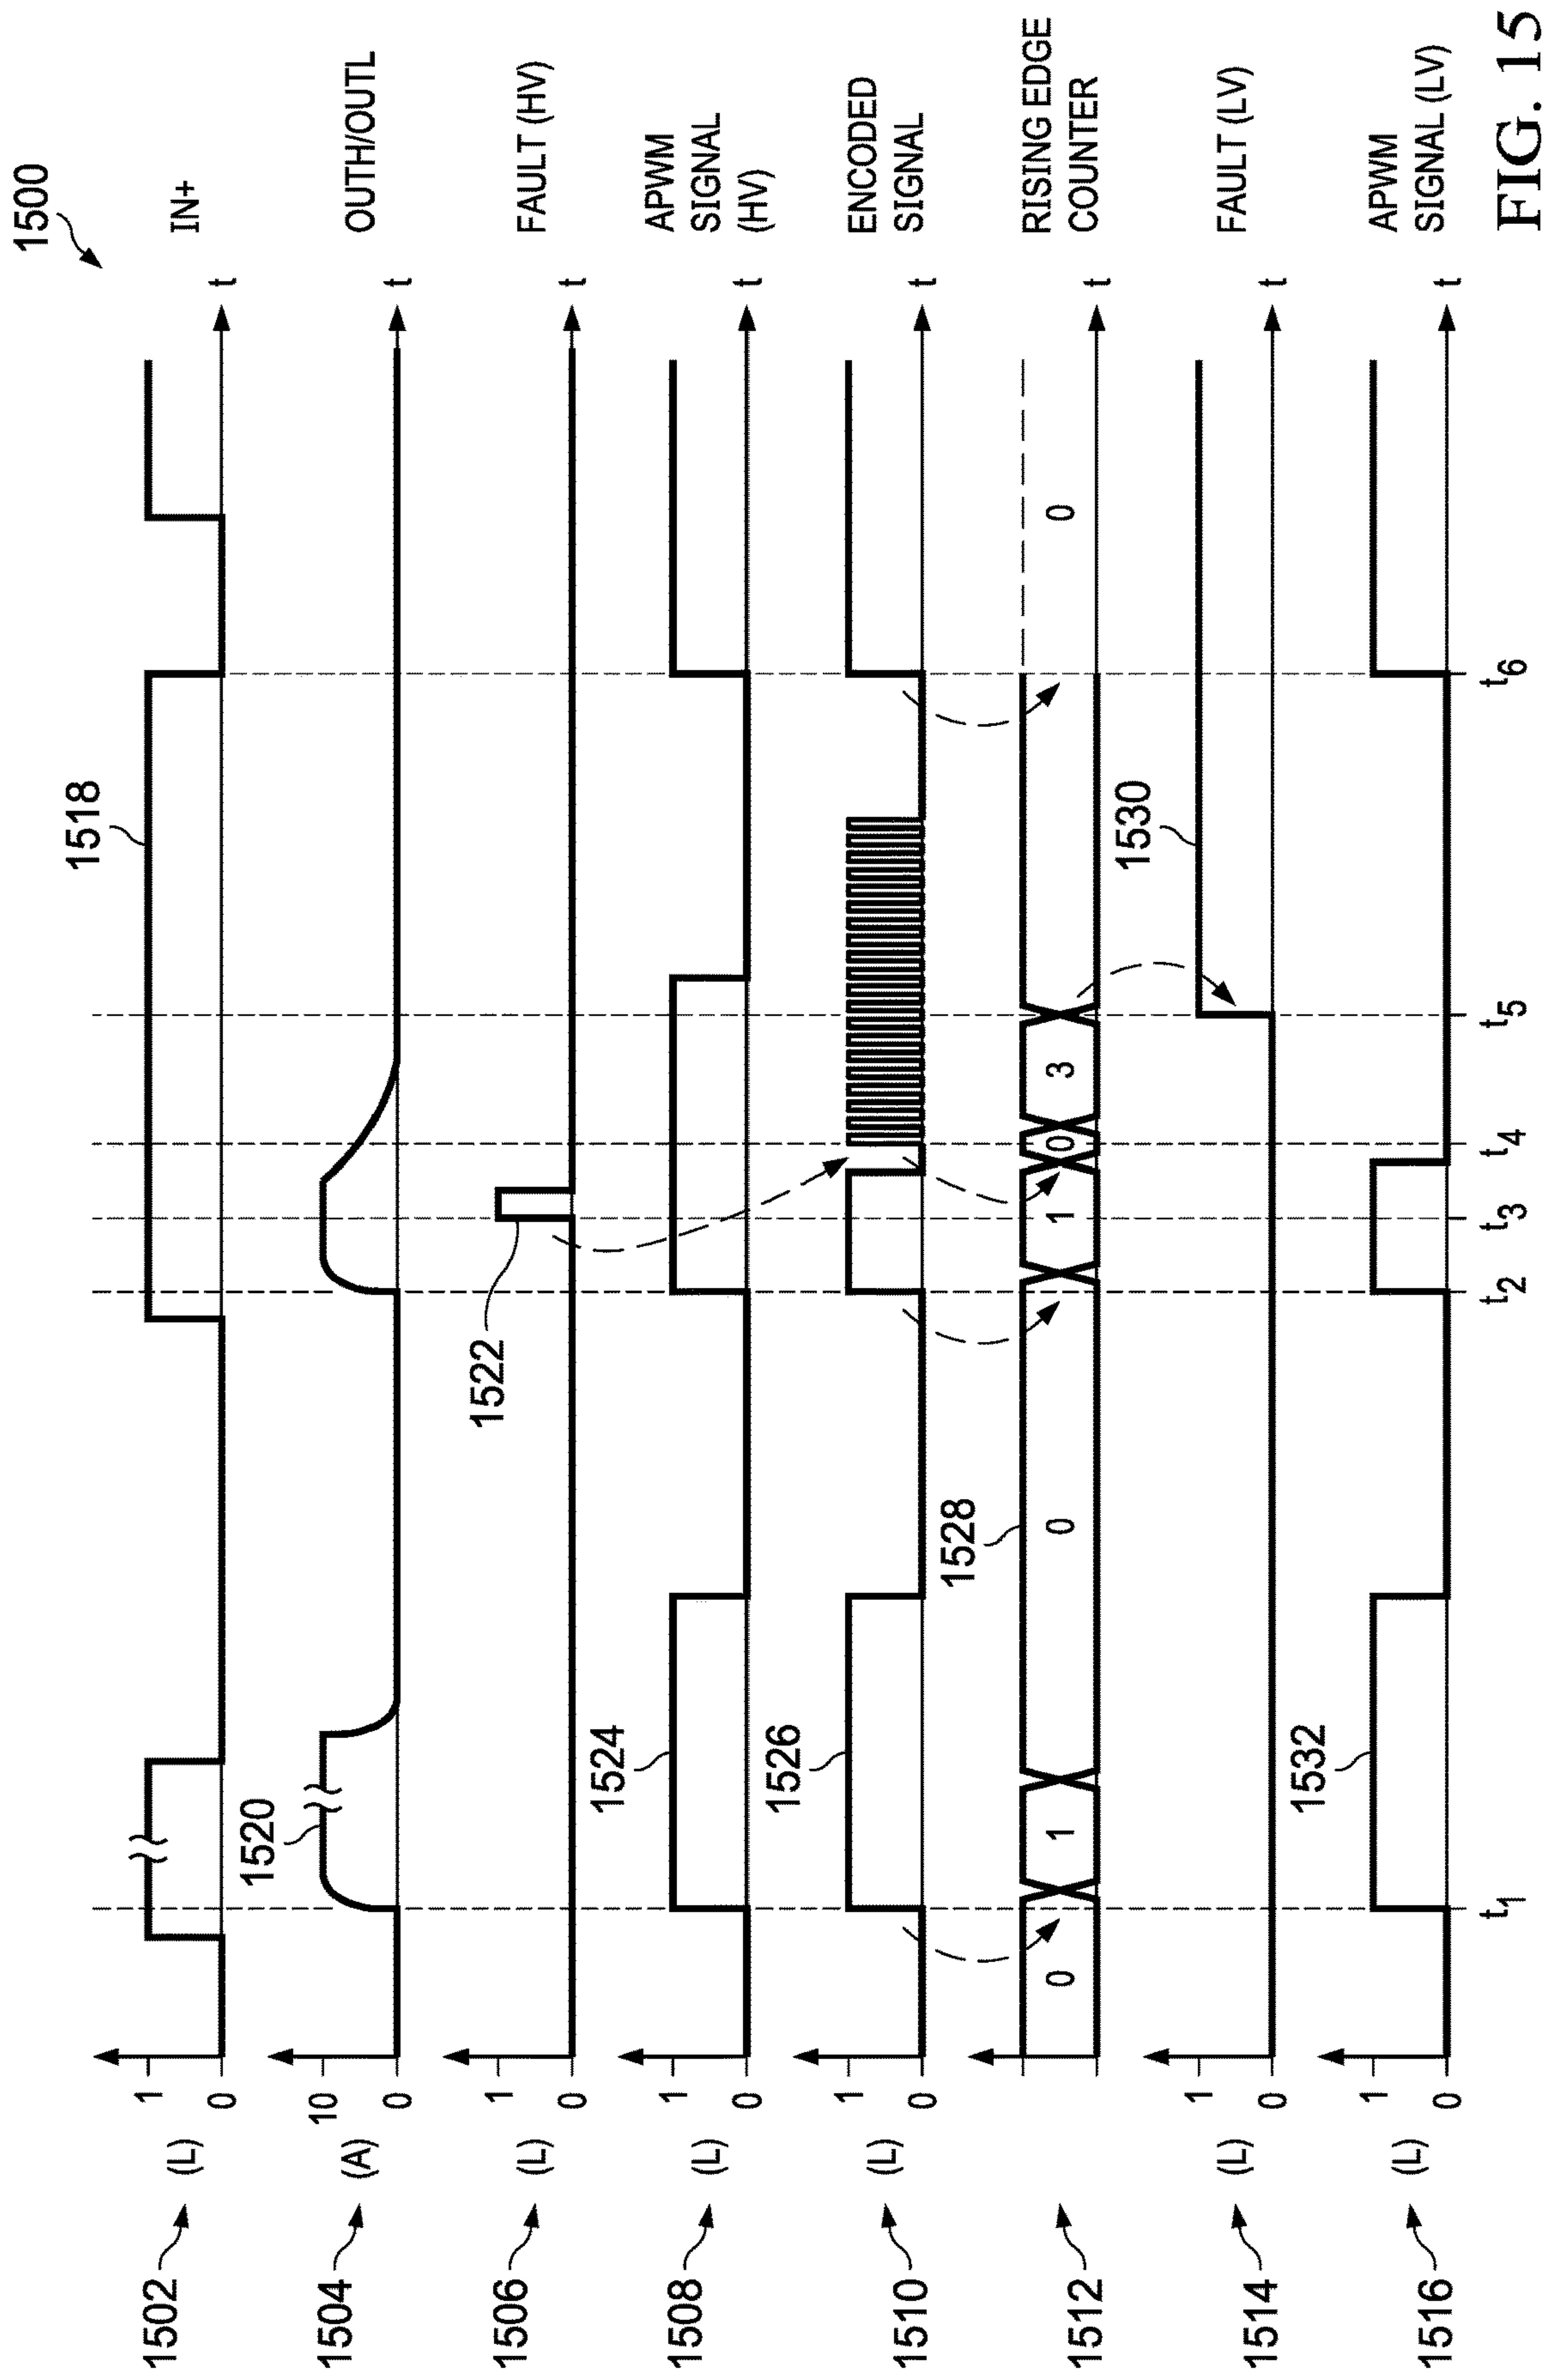 1500
1502
(L)
1
0
1518
t
IN+
1504
(A)
10
0
1520
t
OUTH/OUTL
1506
(L)
1
0
1522
t
FAULT (HV)
1508
(L)
1
0
1524
t
APWM
SIGNAL
(HV)
1510
(L)
1
0
1526
t
ENCODED
SIGNAL
1512
0
1
0
1528
1
0
3
0
t
RISING EDGE
COUNTER
1514
(L)
1
0
1530
t
FAULT (LV)
1516
(L)
1
0
1532
t
APWM
SIGNAL (LV)
t1
t2
t3
t4
t5
t6
FIG. 15